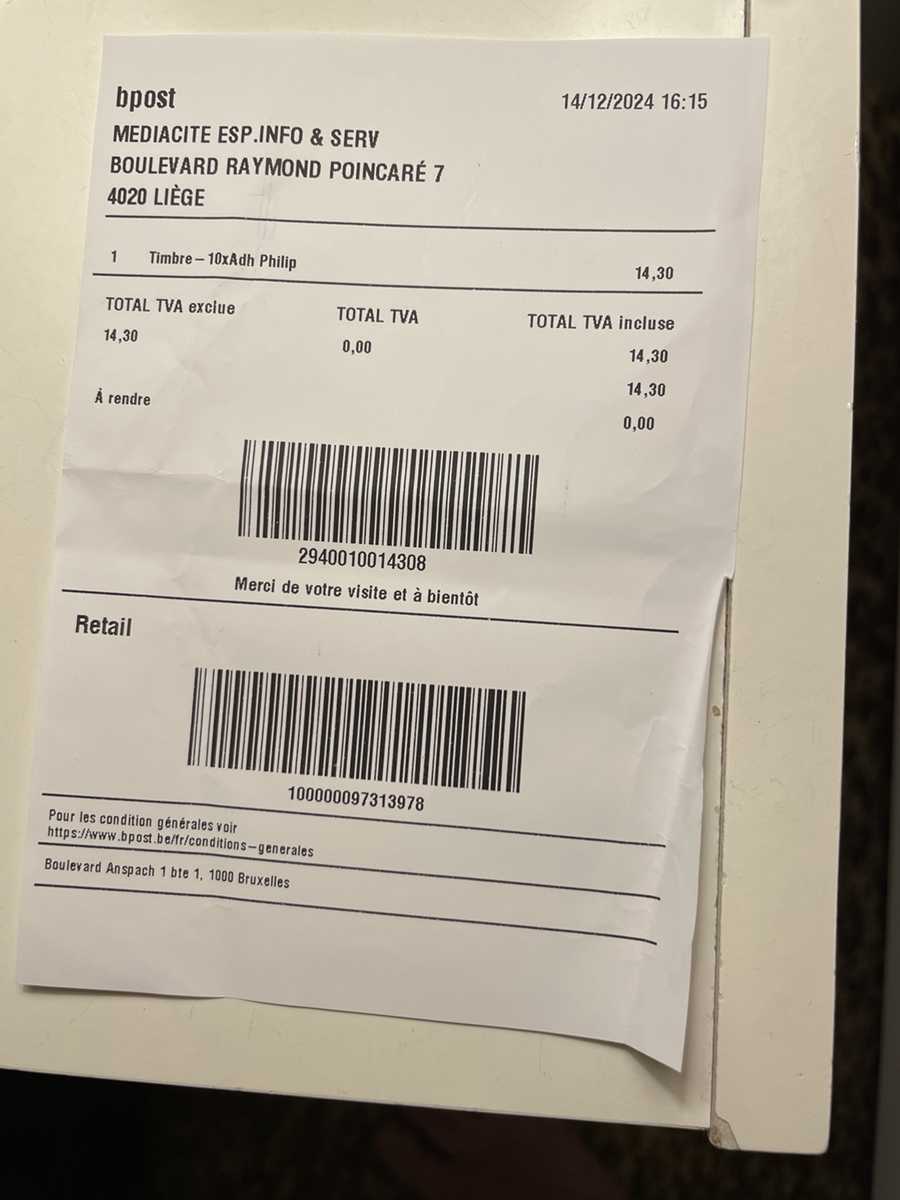 bpost 14/12/2024 16:15
MEDIACITE ESP.INFO & SERV
BOULEVARD RAYMOND POINCARÉ 7
4020 LIÈGE
1 Timbre–10xAdh Philip 14,30
TOTAL TVA exclue TOTAL TVA TOTAL TVA incluse
14,30 0,00 14,30
14,30
À rendre 0,00
2940010014308
Merci de votre visite et à bientôt
Retail
100000097313978
Pour les condition générales voir
https://www.bpost.be/fr/conditions–generales
Boulevard Anspach 1 bte 1, 1000 Bruxelles